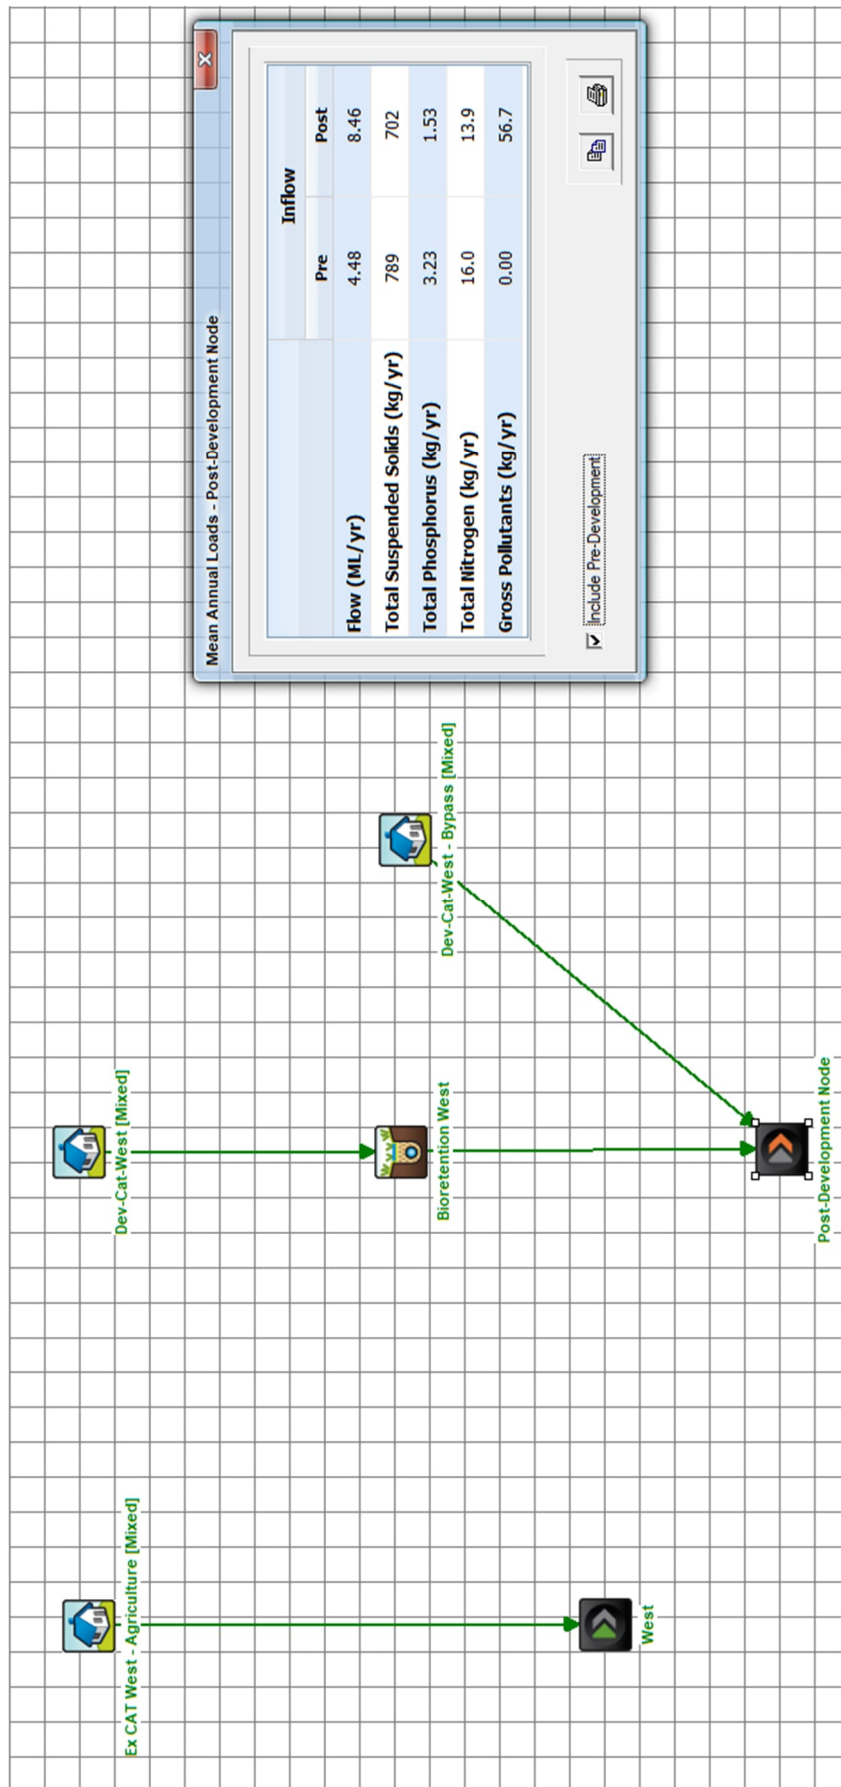 Mean Annual Loads - Post-Development Node
Inflow
Pre Post
Flow (ML/yr) 4.48 8.46
Total Suspended Solids (kg/yr) 789 702
Total Phosphorus (kg/yr) 3.23 1.53
Total Nitrogen (kg/yr) 16.0 13.9
Gross Pollutants (kg/yr) 0.00 56.7
Include Pre-Development
Ex CAT West - Agriculture [Mixed]
Dev-Cat-West [Mixed]
Dev-Cat-West - Bypass [Mixed]
Bioretention West
West
Post-Development Node